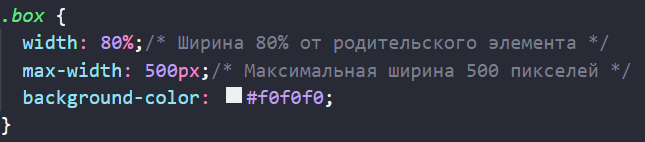 .box {
  width: 80%;/* Ширина 80% от родительского элемента */
  max-width: 500px;/* Максимальная ширина 500 пикселей */
  background-color: #f0f0f0;
}